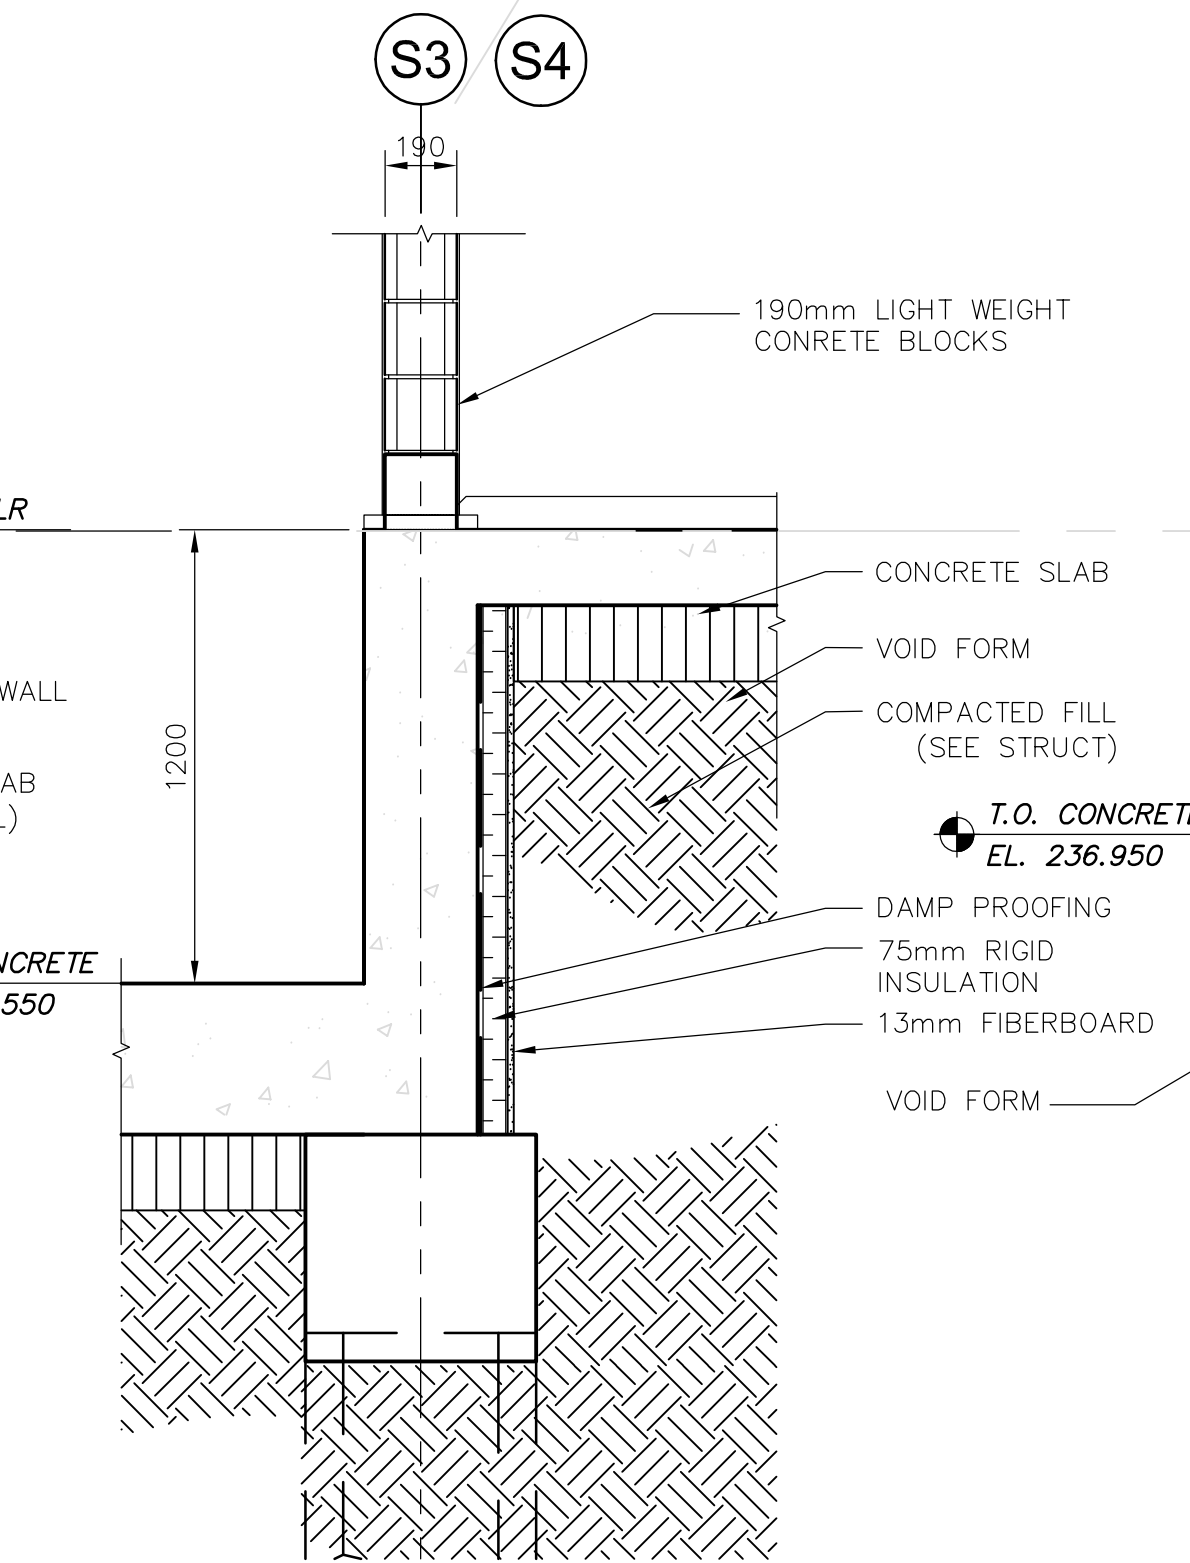 S3 S4
190
190mm LIGHT WEIGHT
CONRETE BLOCKS
LR
CONCRETE SLAB
VOID FORM
WALL
COMPACTED FILL
(SEE STRUCT)
1200
AB
L)
T.O. CONCRETE
EL. 236.950
DAMP PROOFING
75mm RIGID
INSULATION
NCRETE
550
13mm FIBERBOARD
VOID FORM